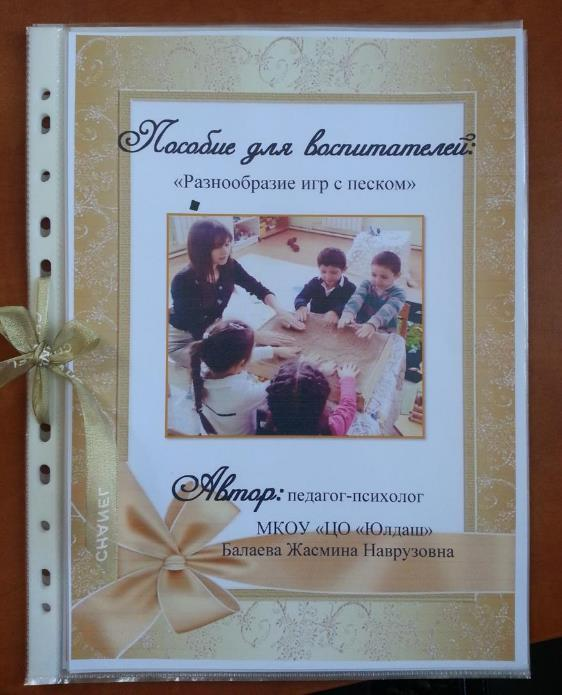 Пособие для воспитателей:
«Разнообразие игр с песком»
Автор: педагог-психолог
МКОУ «ЦО «Юлдаш»
Балаева Жасмина Наврузовна
CHANEL